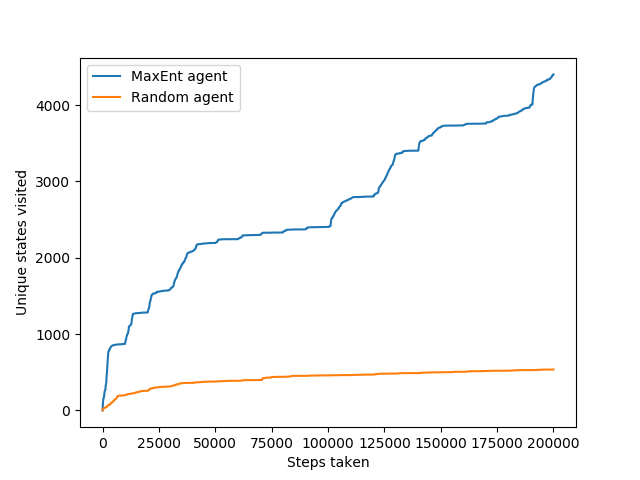 MaxEnt agent
Random agent
4000
3000
2000
1000
0
Unique states visited
0 25000 50000 75000 100000 125000 150000 175000 200000
Steps taken